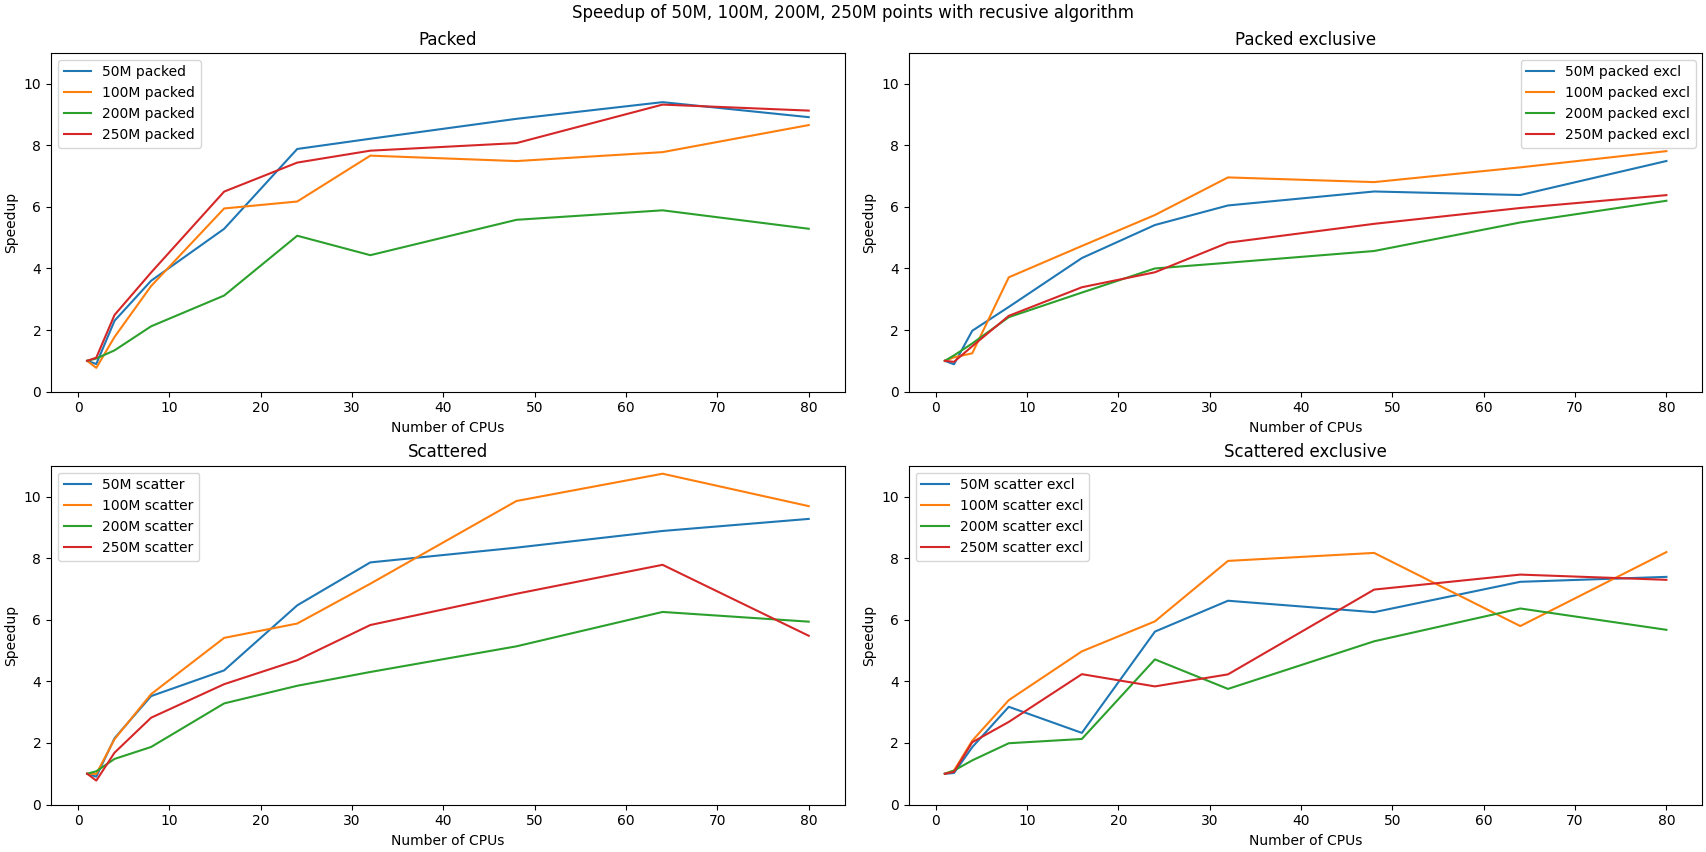 Speedup of 50M, 100M, 200M, 250M points with recusive algorithm
Packed
10
8
6
4
2
0
Speedup
50M packed
100M packed
200M packed
250M packed
0 10 20 30 40 50 60 70 80
Number of CPUs
Packed exclusive
10
8
6
4
2
0
Speedup
50M packed excl
100M packed excl
200M packed excl
250M packed excl
0 10 20 30 40 50 60 70 80
Number of CPUs
Scattered
10
8
6
4
2
0
Speedup
50M scatter
100M scatter
200M scatter
250M scatter
0 10 20 30 40 50 60 70 80
Number of CPUs
Scattered exclusive
10
8
6
4
2
0
Speedup
50M scatter excl
100M scatter excl
200M scatter excl
250M scatter excl
0 10 20 30 40 50 60 70 80
Number of CPUs